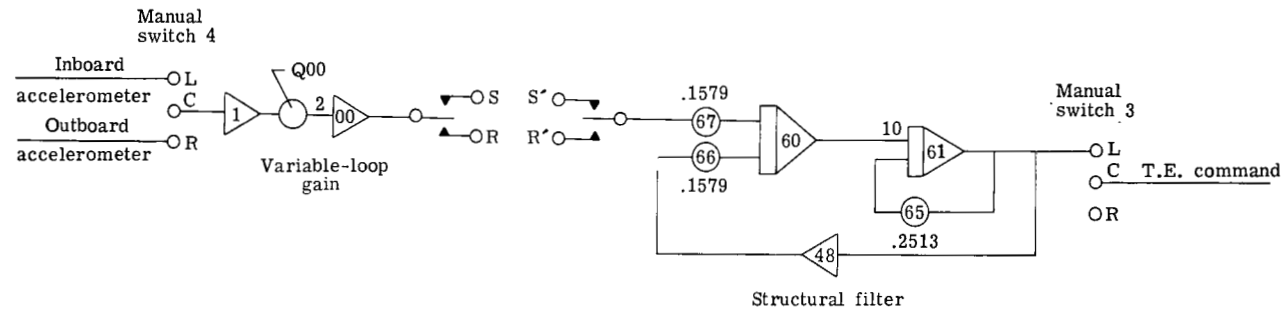 Manual
switch 4
Inboard
accelerometer
L
C
Outboard
accelerometer
R
1
Q00
2
00
Variable-loop
gain
S
R
S′
R′
.1579
67
66
.1579
60
10
61
65
.2513
48
Structural filter
Manual
switch 3
L
C
T.E. command
R